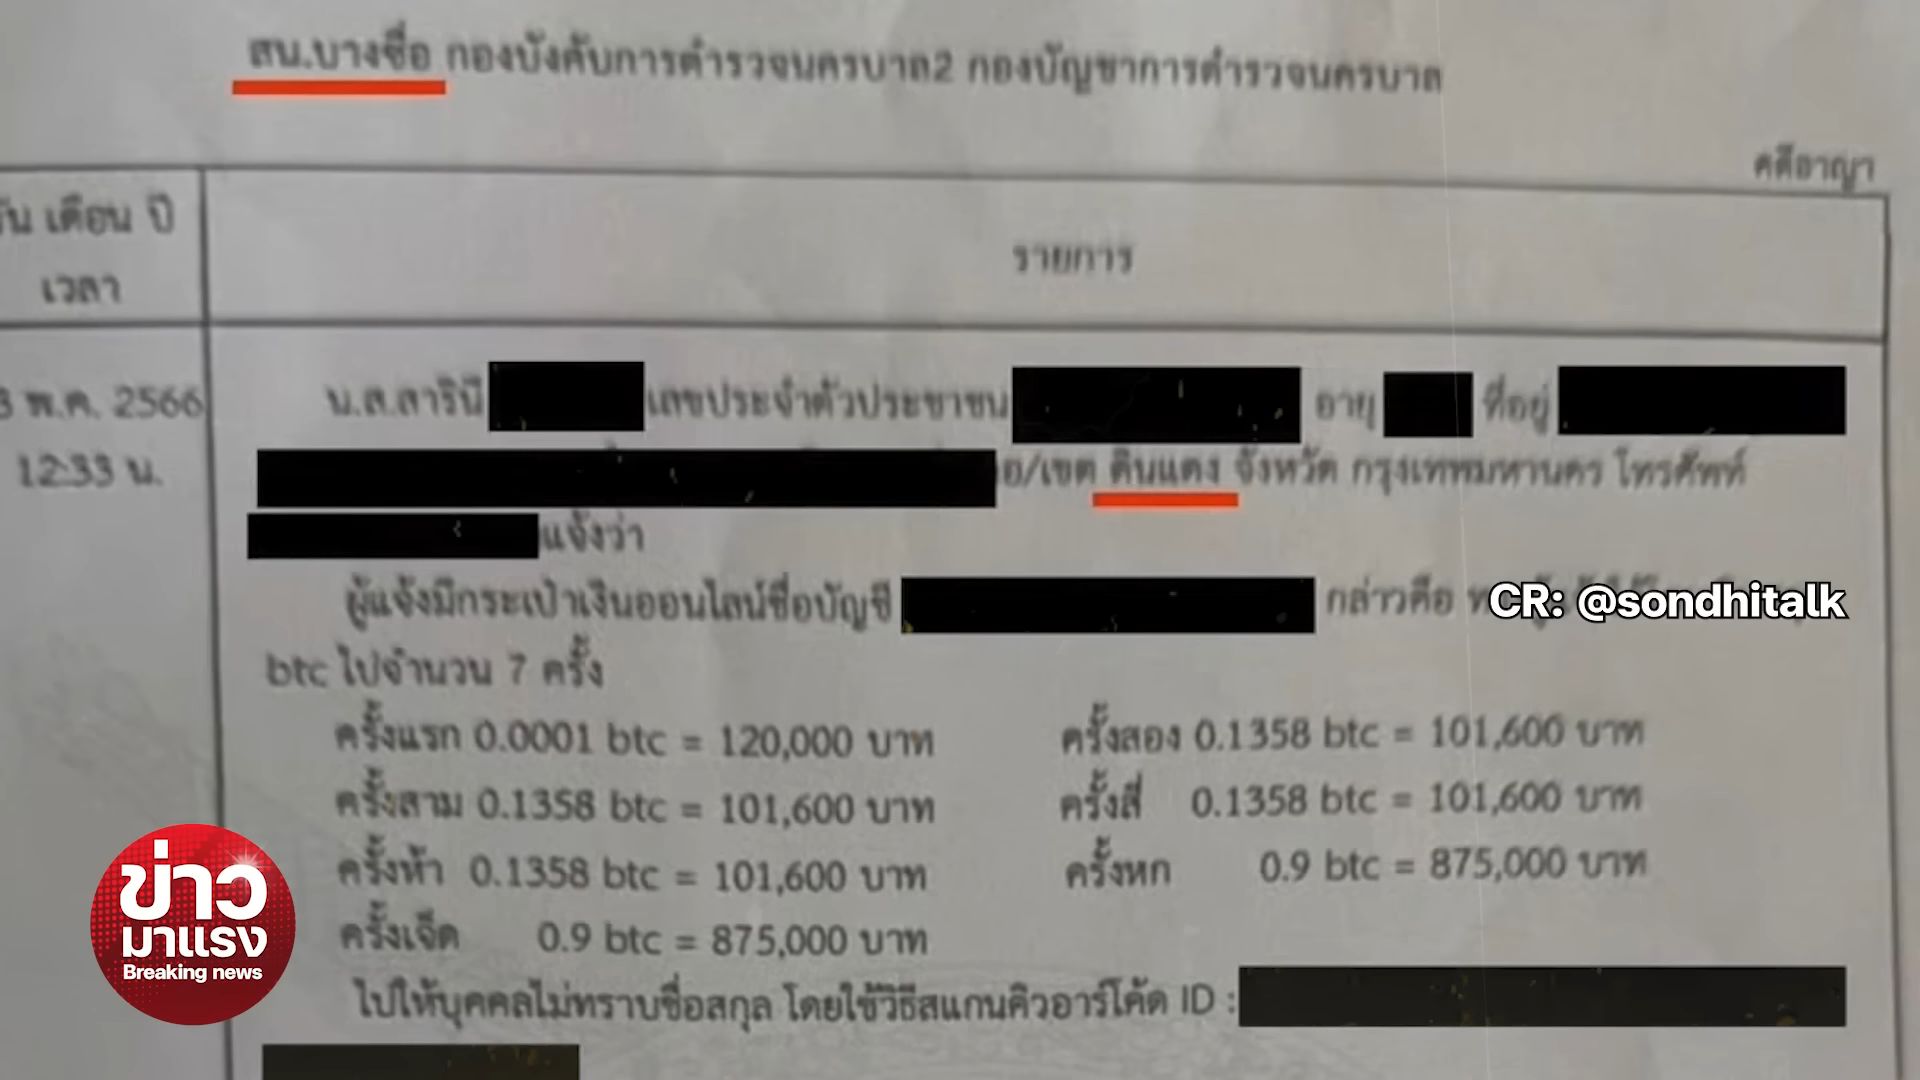 สน.บางซื่อ กองบังคับการตำรวจนครบาล2 กองบัญชาการตำรวจนครบาล
คดีอาญา
วัน เดือน ปี
เวลา
รายการ
3 พ.ค. 2566
12:33 น.
น.ส.สาริณี เลขประจำตัวประชาชน อายุ ที่อยู่
อ/เขต ดินแดง จังหวัด กรุงเทพมหานคร โทรศัพท์
แจ้งว่า
ผู้แจ้งมีกระเป๋าเงินออนไลน์ชื่อบัญชี กล่าวคือ
CR: @sondhitalk
btc ไปจำนวน 7 ครั้ง
ครั้งแรก 0.0001 btc = 120,000 บาท ครั้งสอง 0.1358 btc = 101,600 บาท
ครั้งสาม 0.1358 btc = 101,600 บาท ครั้งสี่ 0.1358 btc = 101,600 บาท
ครั้งห้า 0.1358 btc = 101,600 บาท ครั้งหก 0.9 btc = 875,000 บาท
ครั้งเจ็ด 0.9 btc = 875,000 บาท
ไปให้บุคคลไม่ทราบชื่อสกุล โดยใช้วิธีสแกนคิวอาร์โค้ด ID :
ข่าว
มาแรง
Breaking news